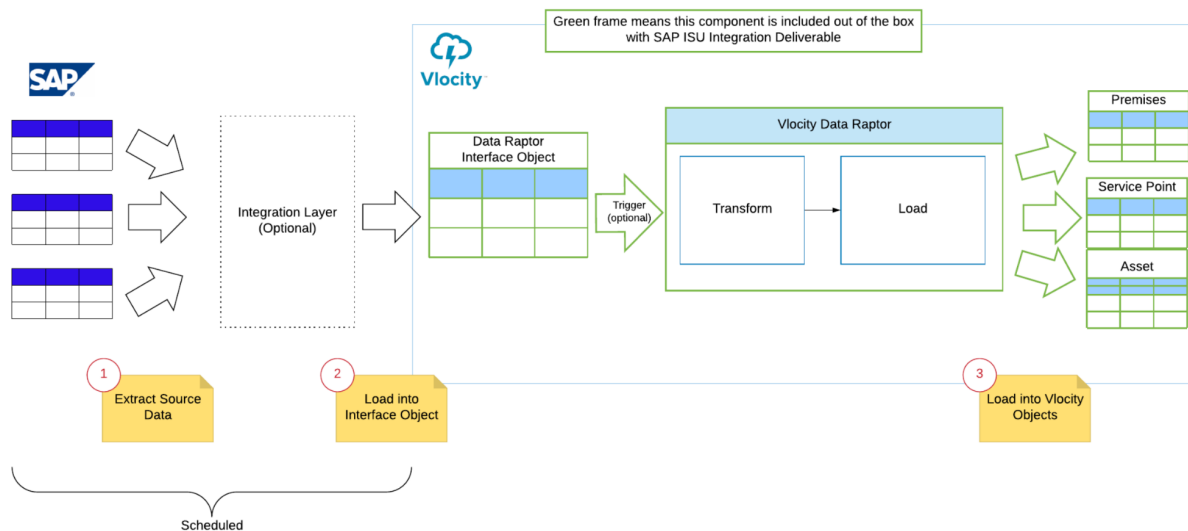 Green frame means this component is included out of the box
with SAP ISU Integration Deliverable
SAP
®
Vlocity
Integration Layer
(Optional)
Data Raptor
Interface Object
Trigger
(optional)
Vlocity Data Raptor
Transform
Load
Premises
Service Point
Asset
1
Extract Source
Data
2
Load into
Interface Object
3
Load into Vlocity
Objects
Scheduled